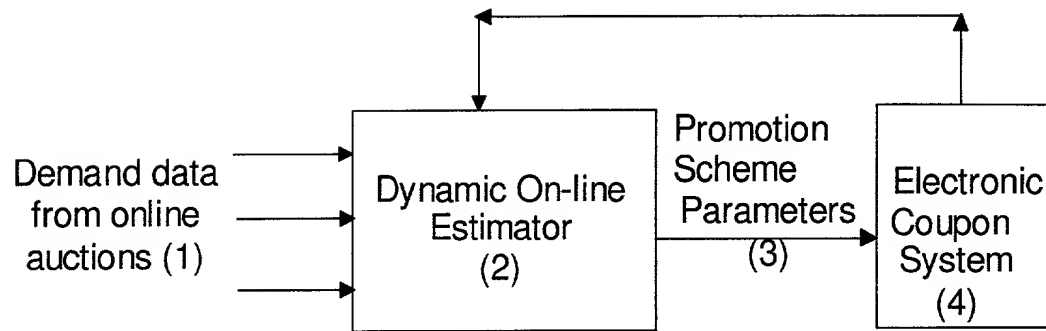 Demand data
from online
auctions (1)
Dynamic On-line
Estimator
(2)
Promotion
Scheme
Parameters
(3)
Electronic
Coupon
System
(4)